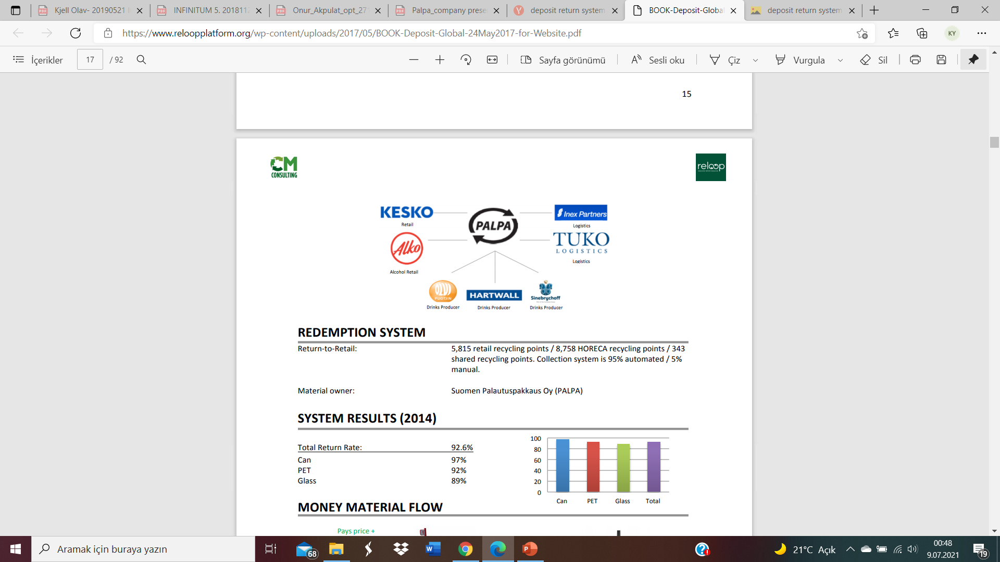 Kjell Olav- 20190521
INFINITUM 5. 2018112
Onur_Akpulat_opt_27
Palpa_company prese
deposit return system
BOOK-Deposit-Global
deposit return system
https://www.reloopplatform.org/wp-content/uploads/2017/05/BOOK-Deposit-Global-24May2017-for-Website.pdf
KY
İçerikler
17
/ 92
Sayfa görünümü
Sesli oku
Çiz
Vurgula
Sil
15
CM
CONSULTING
reloop
KESKO
Retail
PALPA
Inex Partners
Logistics
Alko
Alcohol Retail
TUKO
LOGISTICS
Logistics
OLVI
Drinks Producer
HARTWALL
Drinks Producer
Sinebrychoff
Drinks Producer
REDEMPTION SYSTEM
Return-to-Retail:
5,815 retail recycling points / 8,758 HORECA recycling points / 343
shared recycling points. Collection system is 95% automated / 5%
manual.
Material owner:
Suomen Palautuspakkaus Oy (PALPA)
SYSTEM RESULTS (2014)
Total Return Rate: 92.6%
Can 97%
PET 92%
Glass 89%
100
80
60
40
20
0
Can PET Glass Total
MONEY MATERIAL FLOW
Pays price +
Aramak için buraya yazın
68
21°C Açık
00:48
9.07.2021
19